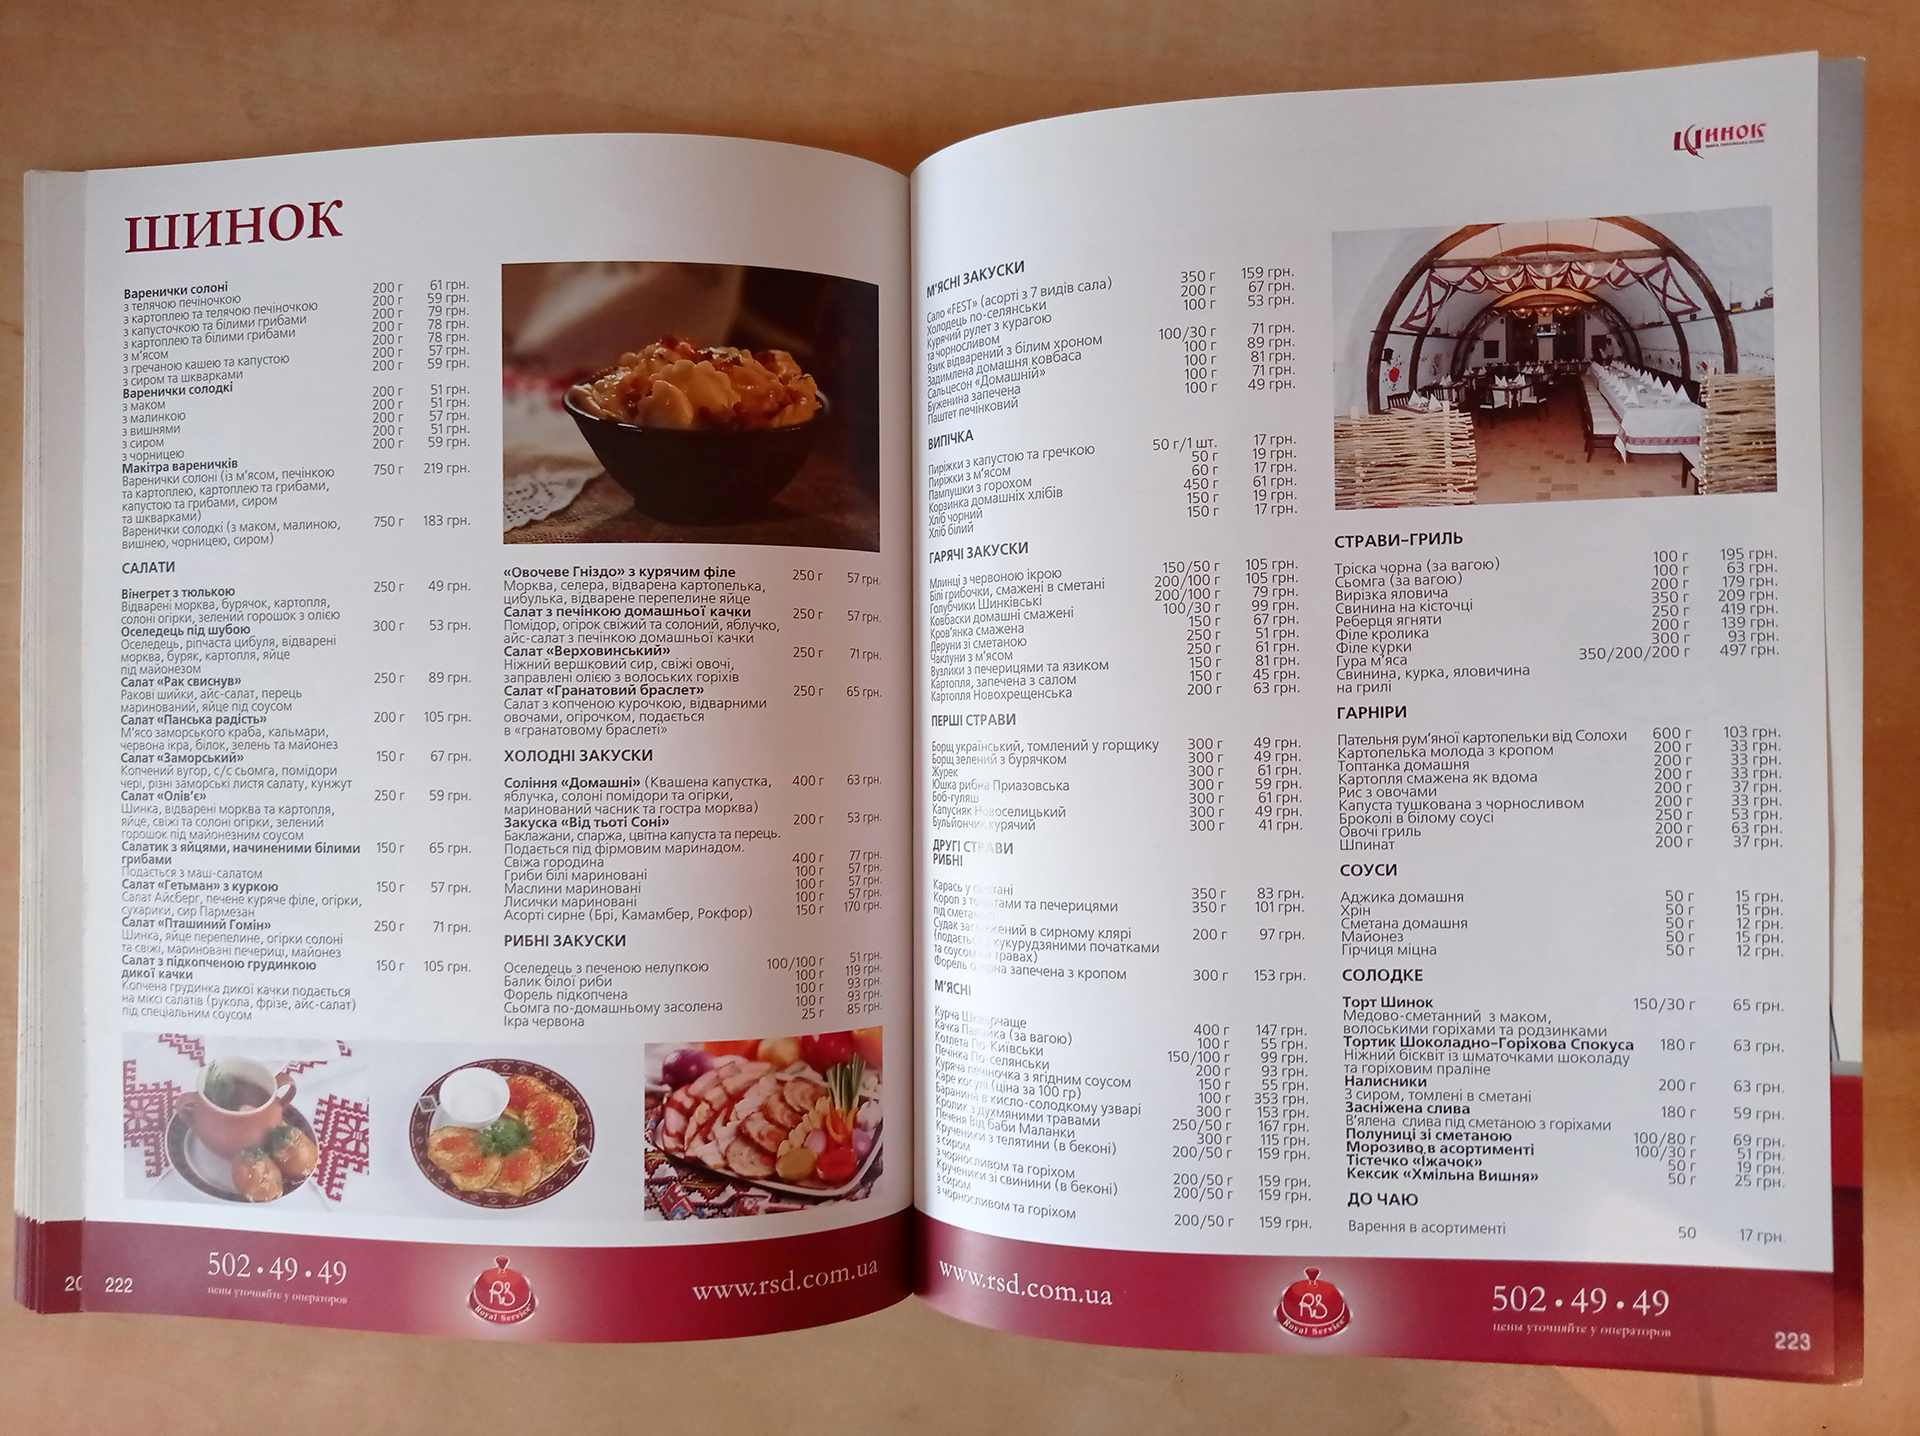 ШИНОК
Варенички солоні
з телячою печіночкою 200 г 61 грн.
з картоплею та телячою печіночкою 200 г 59 грн.
з капусточкою та білими грибами 200 г 79 грн.
з картоплею та білими грибами 200 г 78 грн.
з м'ясом 200 г 78 грн.
з гречаною кашею та капустою 200 г 57 грн.
з сиром та шкварками 200 г 59 грн.
Варенички солодкі
з маком 200 г 51 грн.
з малинкою 200 г 51 грн.
з вишнями 200 г 57 грн.
з сиром 200 г 51 грн.
з чорницею 200 г 59 грн.
Макітра вареничків
Варенички солоні (із м'ясом, печінкою 750 г 219 грн.
та картоплею, картоплею та грибами,
капустою та грибами, сиром
та шкварками)
Варенички солодкі (з маком, малиною, 750 г 183 грн.
вишнею, чорницею, сиром)
САЛАТИ
Вінегрет з тюлькою 250 г 49 грн.
Відварені морква, бурячок, картопля,
солоні огірки, зелений горошок з олією
Оселедець під шубою 300 г 53 грн.
Оселедець, ріпчаста цибуля, відварені
морква, буряк, картопля, яйце
під майонезом
Салат «Рак свиснув» 250 г 89 грн.
Ракові шийки, айс-салат, перець
маринований, яйце під соусом
Салат «Панська радість» 200 г 105 грн.
М'ясо заморського краба, кальмари,
червона ікра, білок, зелень та майонез
Салат «Заморський» 150 г 67 грн.
Копчений вугор, с/с сьомга, помідори
чері, різні заморські листя салату, кунжут
Салат «Олів'є» 250 г 59 грн.
Шинка, відварені морква та картопля,
яйце, свіжі та солоні огірки, зелений
горошок під майонезним соусом
Салатик з яйцями, начиненими білими 150 г 65 грн.
грибами
Подається з маш-салатом
Салат «Гетьман» з куркою 150 г 57 грн.
Салат Айсберг, печене куряче філе, огірки,
сухарики, сир Пармезан
Салат «Пташиний Гомін» 250 г 71 грн.
Шинка, яйце перепелине, огірки солоні
та свіжі, мариновані печериці, майонез
Салат з підкопченою грудинкою 150 г 105 грн.
дикої качки
Копчена грудинка дикої качки подається
на міксі салатів (рукола, фрізе, айс-салат)
під спеціальним соусом
«Овочеве Гніздо» з курячим філе 250 г 57 грн.
Морква, селера, відварена картопелька,
цибулька, відварене перепелине яйце
Салат з печінкою домашньої качки 250 г 57 грн.
Помідор, огірок свіжий та солоний, яблучко,
айс-салат з печінкою домашньої качки
Салат «Верховинський» 250 г 71 грн.
Ніжний вершковий сир, свіжі овочі,
заправлені олією з волоських горіхів
Салат «Гранатовий браслет» 250 г 65 грн.
Салат з копченою курочкою, відварними
овочами, огірочком, подається
в «гранатовому браслеті»
ХОЛОДНІ ЗАКУСКИ
Соління «Домашні» (Квашена капустка, 400 г 63 грн.
яблучка, солоні помідори та огірки,
маринований часник та гостра морква)
Закуска «Від тьоті Соні» 200 г 53 грн.
Баклажани, спаржа, цвітна капуста та перець.
Подається під фірмовим маринадом.
Свіжа городина 400 г 77 грн.
Гриби білі мариновані 100 г 57 грн.
Маслини мариновані 100 г 57 грн.
Лисички мариновані 100 г 57 грн.
Асорті сирне (Брі, Камамбер, Рокфор) 150 г 170 грн.
РИБНІ ЗАКУСКИ
Оселедець з печеною нелупкою 100/100 г 51 грн.
Балик білої риби 100 г 119 грн.
Форель підкопчена 100 г 93 грн.
Сьомга по-домашньому засолена 100 г 93 грн.
Ікра червона 25 г 85 грн.
20 222
502•49•49
цены уточняйте у операторов
RS
Royal Service
www.rsd.com.ua
ШИНОК
М'ЯСНІ ЗАКУСКИ
Сало «FEST» (асорті з 7 видів сала) 350 г 159 грн.
Холодець по-селянськи 200 г 67 грн.
Курячий рулет з курагою 100 г 53 грн.
та чорносливом
Язик відварений з білим хроном 100/30 г 71 грн.
Задимлена домашня ковбаса 100 г 89 грн.
Сальцесон «Домашній» 100 г 81 грн.
Буженина запечена 100 г 71 грн.
Паштет печінковий 100 г 49 грн.
ВИПІЧКА
Пиріжки з капустою та гречкою 50 г/1 шт. 17 грн.
Пиріжки з м'ясом 50 г 19 грн.
Пампушки з горохом 60 г 17 грн.
Корзинка домашніх хлібів 450 г 61 грн.
Хліб чорний 150 г 19 грн.
Хліб білий 150 г 17 грн.
ГАРЯЧІ ЗАКУСКИ
Млинці з червоною ікрою 150/50 г 105 грн.
Білі грибочки, смажені в сметані 200/100 г 105 грн.
Голубчики Шинківські 200/100 г 79 грн.
Ковбаски домашні смажені 100/30 г 99 грн.
Кров'янка смажена 150 г 67 грн.
Деруни зі сметаною 250 г 51 грн.
Чаклуни з м'ясом 250 г 61 грн.
Вузлики з печерицями та язиком 150 г 81 грн.
Картопля, запечена з салом 150 г 45 грн.
Картопля Новохрещенська 200 г 63 грн.
ПЕРШІ СТРАВИ
Борщ український, томлений у горщику 300 г 49 грн.
Борщ зелений з бурячком 300 г 49 грн.
Журек 300 г 61 грн.
Юшка рибна Приазовська 300 г 59 грн.
Боб-гуляш 300 г 61 грн.
Капусняк Новоселицький 300 г 49 грн.
Бульйончик курячий 300 г 41 грн.
ДРУГІ СТРАВИ
РИБНІ
Карась у сметані 350 г 83 грн.
Короп з томатами та печерицями 350 г 101 грн.
під сметаною
Судак засмажений в сирному клярі 200 г 97 грн.
(подається кукурудзяними початками
та соусом травах)
Форель озерна запечена з кропом 300 г 153 грн.
М'ЯСНІ
Курча Шкварчаще 400 г 147 грн.
Качка (за вагою) 100 г 55 грн.
Котлета По-Київськи 150/100 г 99 грн.
Печінка По-селянськи 200 г 93 грн.
Куряча печіночка з ягідним соусом 150 г 55 грн.
Каре косулі (ціна за 100 гр) 100 г 353 грн.
Баранина в кисло-солодкому узварі 300 г 153 грн.
Кролик з духмяними травами 250/50 г 167 грн.
Печеня Від баби Маланки 300 г 115 грн.
Крученики з телятини (в беконі) 200/50 г 159 грн.
з сиром
з чорносливом та горіхом 200/50 г 159 грн.
Крученики зі свинини (в беконі) 200/50 г 159 грн.
з сиром
з чорносливом та горіхом 200/50 г 159 грн.
СТРАВИ-ГРИЛЬ
Тріска чорна (за вагою) 100 г 195 грн.
Сьомга (за вагою) 100 г 63 грн.
Вирізка яловича 200 г 179 грн.
Свинина на кісточці 350 г 209 грн.
Реберця ягняти 250 г 419 грн.
Філе кролика 200 г 139 грн.
Філе курки 300 г 93 грн.
Гура м'яса 350/200/200 г 497 грн.
Свинина, курка, яловичина
на грилі
ГАРНІРИ
Пательня рум'яної картопельки від Солохи 600 г 103 грн.
Картопелька молода з кропом 200 г 33 грн.
Топтанка домашня 200 г 33 грн.
Картопля смажена як вдома 200 г 33 грн.
Рис з овочами 200 г 37 грн.
Капуста тушкована з чорносливом 200 г 33 грн.
Броколі в білому соусі 250 г 53 грн.
Овочі гриль 200 г 63 грн.
Шпинат 200 г 37 грн.
СОУСИ
Аджика домашня 50 г 15 грн.
Хрін 50 г 15 грн.
Сметана домашня 50 г 12 грн.
Майонез 50 г 15 грн.
Гірчиця міцна 50 г 12 грн.
СОЛОДКЕ
Торт Шинок 150/30 г 65 грн.
Медово-сметанний з маком,
волоськими горіхами та родзинками
Тортик Шоколадно-Горіхова Спокуса 180 г 63 грн.
Ніжний бісквіт із шматочками шоколаду
та горіховим праліне
Налисники 200 г 63 грн.
З сиром, томлені в сметані
Засніжена слива 180 г 59 грн.
В'ялена слива під сметаною з горіхами
Полуниці зі сметаною 100/80 г 69 грн.
Морозиво в асортименті 100/30 г 51 грн.
Тістечко «Їжачок» 50 г 19 грн.
Кексик «Хмільна Вишня» 50 г 25 грн.
ДО ЧАЮ
Варення в асортименті 50 17 грн.
www.rsd.com.ua
RS
Royal Service
502•49•49
цены уточняйте у операторов
223